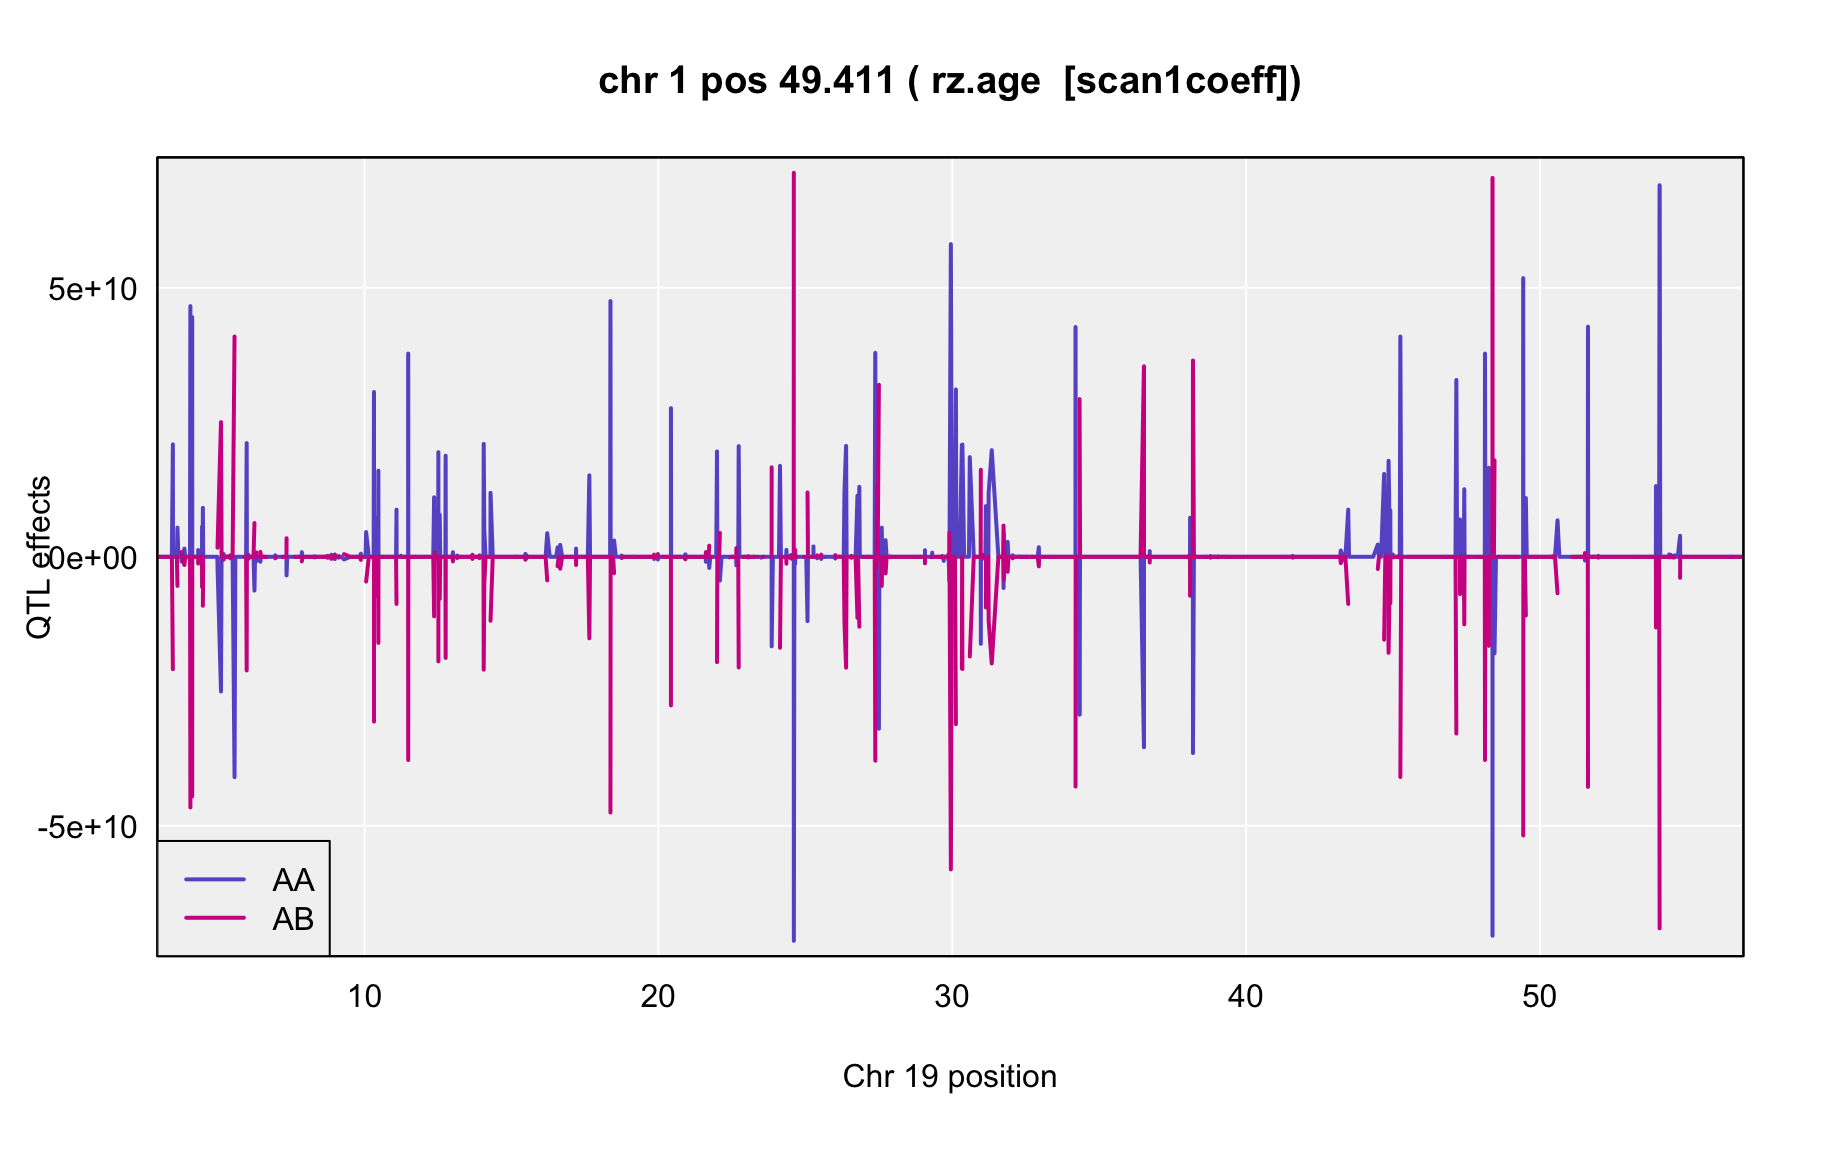 chr 1 pos 49.411 ( rz.age  [scan1coeff])
5e+10
0e+00
-5e+10
QTL effects
AA
AB
10 20 30 40 50
Chr 19 position